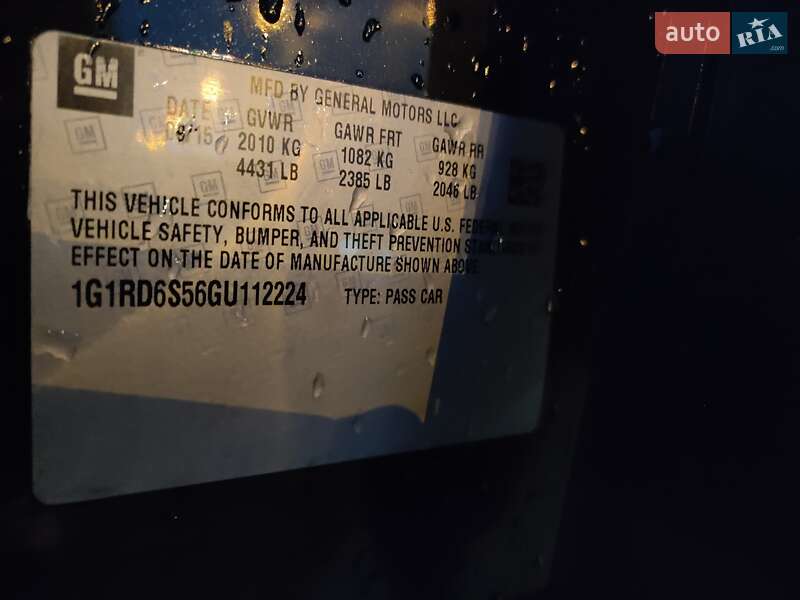 auto RIA.com
GM
MFD BY GENERAL MOTORS LLC
DATE GVWR GAWR FRT GAWR RR
2010 KG 1082 KG 928 KG
4431 LB 2385 LB 2046 LB
THIS VEHICLE CONFORMS TO ALL APPLICABLE U.S.
VEHICLE SAFETY, BUMPER, AND THEFT PREVENTION
EFFECT ON THE DATE OF MANUFACTURE SHOWN ABOVE
1G1RD6S56GU112224 TYPE: PASS CAR